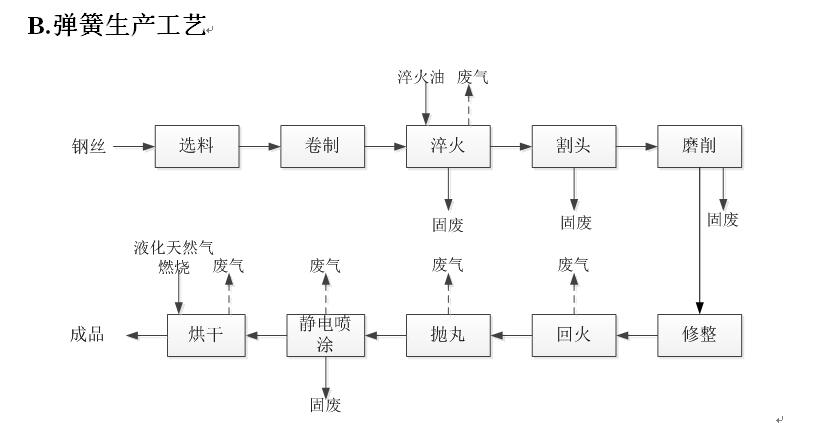 B.弹簧生产工艺
淬火油 废气
钢丝 选料 卷制 淬火 割头 磨削
固废 固废 固废
液化天然气
燃烧 废气 废气 废气 废气
成品 烘干 静电喷
涂 抛丸 回火 修整
固废